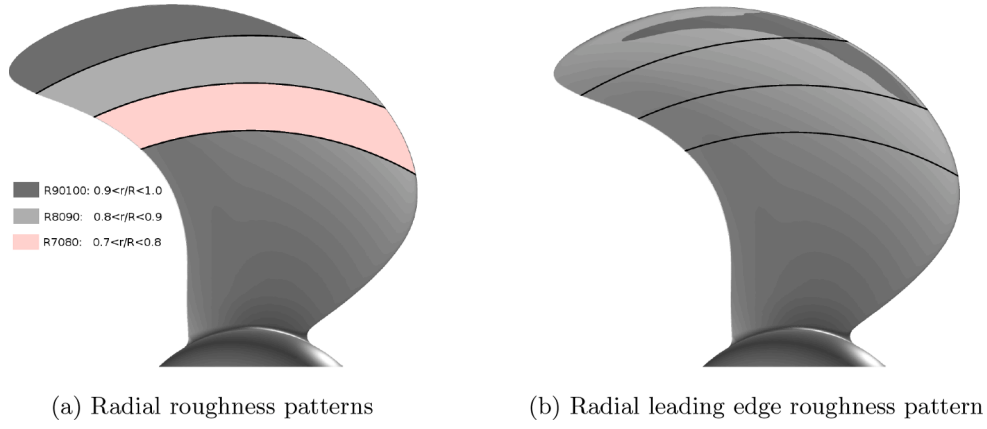 R90100: 0.9<r/R<1.0
R8090: 0.8<r/R<0.9
R7080: 0.7<r/R<0.8
(a) Radial roughness patterns
(b) Radial leading edge roughness pattern